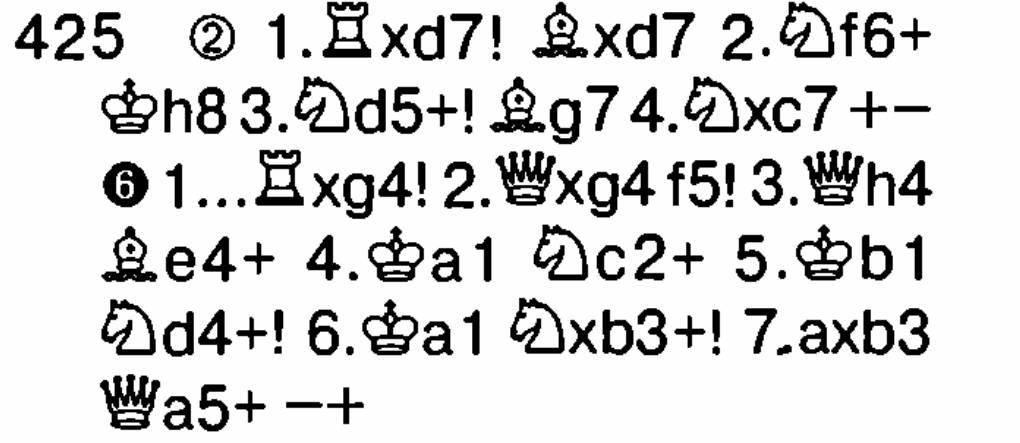 425 ② 1.♖xd7! ♗xd7 2.♘f6+
♔h8 3.♘d5+! ♗g7 4.♘xc7 +−
❻ 1...♖xg4! 2.♕xg4 f5! 3.♕h4
♗e4+ 4.♔a1 ♘c2+ 5.♔b1
♘d4+! 6.♔a1 ♘xb3+! 7.axb3
♕a5+ −+